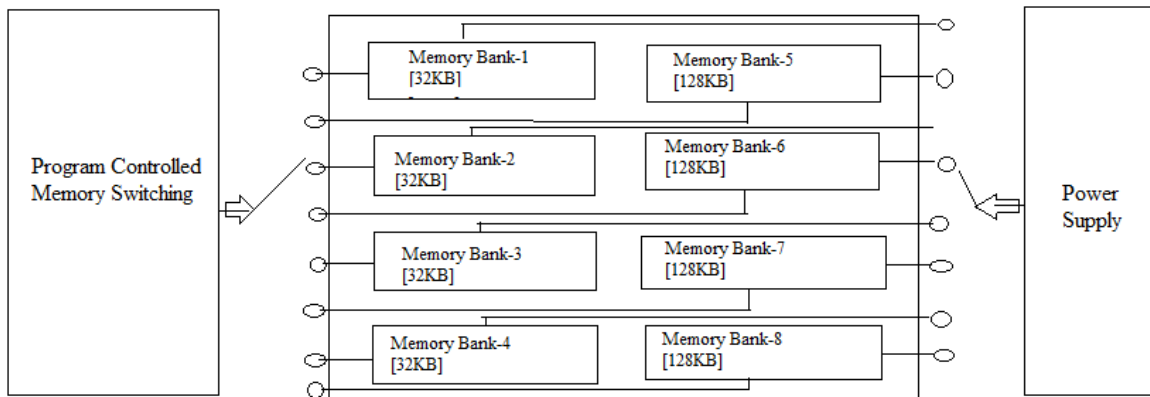 Program Controlled
Memory Switching
Memory Bank-1
[32KB]
Memory Bank-5
[128KB]
Memory Bank-2
[32KB]
Memory Bank-6
[128KB]
Memory Bank-3
[32KB]
Memory Bank-7
[128KB]
Memory Bank-4
[32KB]
Memory Bank-8
[128KB]
Power
Supply